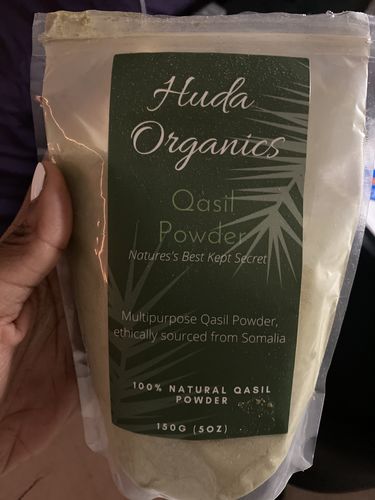 Huda
Organics
Qasil
Powder
Natures's Best Kept Secret
Multipurpose Qasil Powder,
ethically sourced from Somalia
100% NATURAL QASIL
POWDER
150G (5OZ)